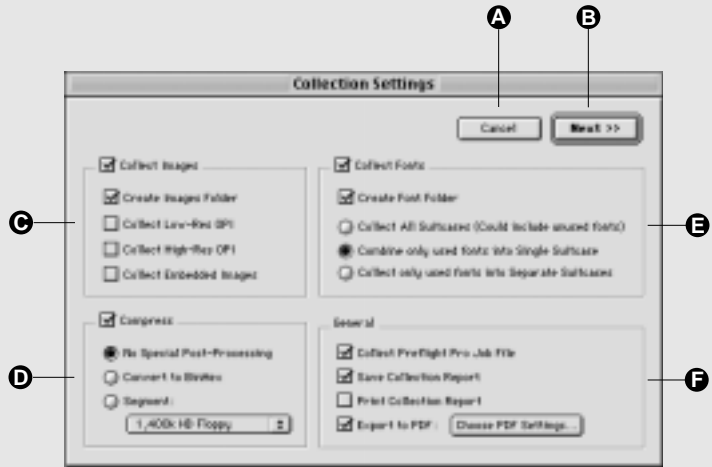 A
B
Collection Settings
Cancel
Next >>
Collect Images
Create Images Folder
Collect Low-Res OPI
Collect High-Res OPI
Collect Embedded Images
C
Collect Fonts
Create Font Folder
Collect All Suitcases (Could include unused fonts)
Combine only used fonts into Single Suitcase
Collect only used fonts into Separate Suitcases
E
Compress
No Special Post-Processing
Convert to BinHex
Segment:
1,400k HD Floppy
D
General
Collect Preflight Pro Job File
Save Collection Report
Print Collection Report
Export to PDF:
Choose PDF Settings...
F